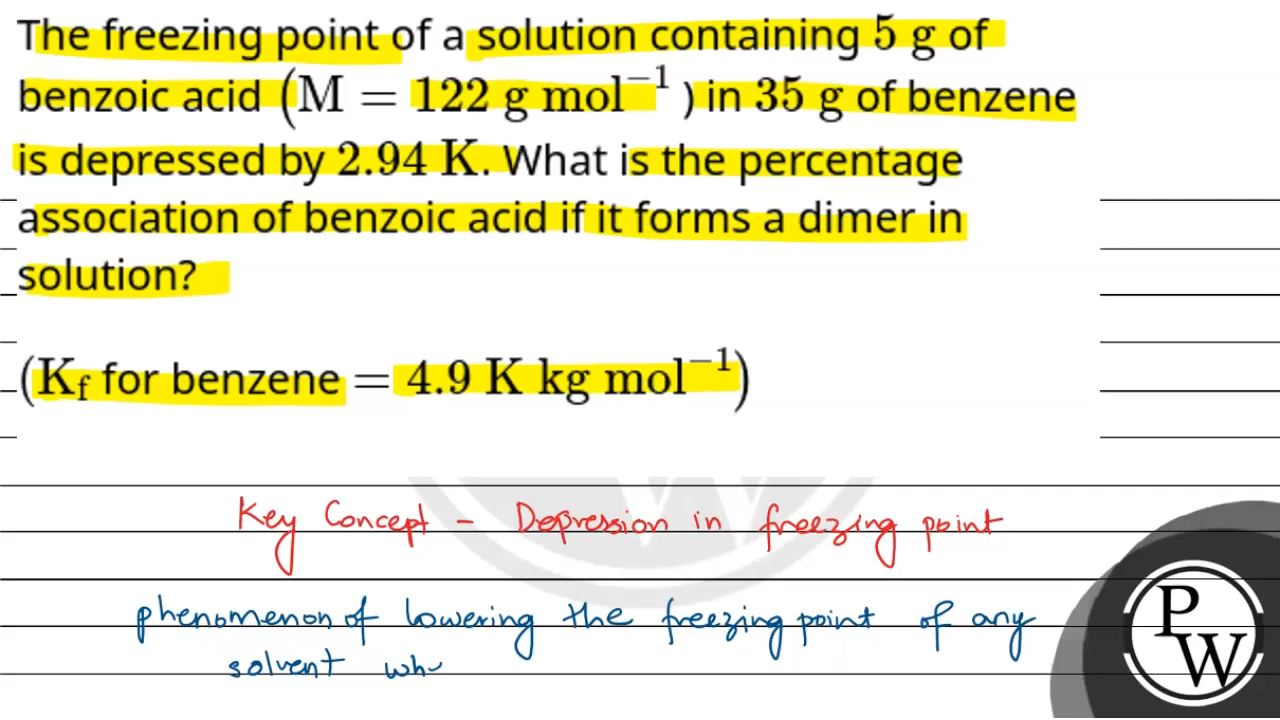 The freezing point of a solution containing 5 g of
benzoic acid (M = 122 g mol⁻¹) in 35 g of benzene
is depressed by 2.94 K. What is the percentage
association of benzoic acid if it forms a dimer in
solution?
(K_f for benzene = 4.9 K kg mol⁻¹)
Key Concept - Depression in freezing point
phenomenon of lowering the freezing point of any
solvent wh
P
W